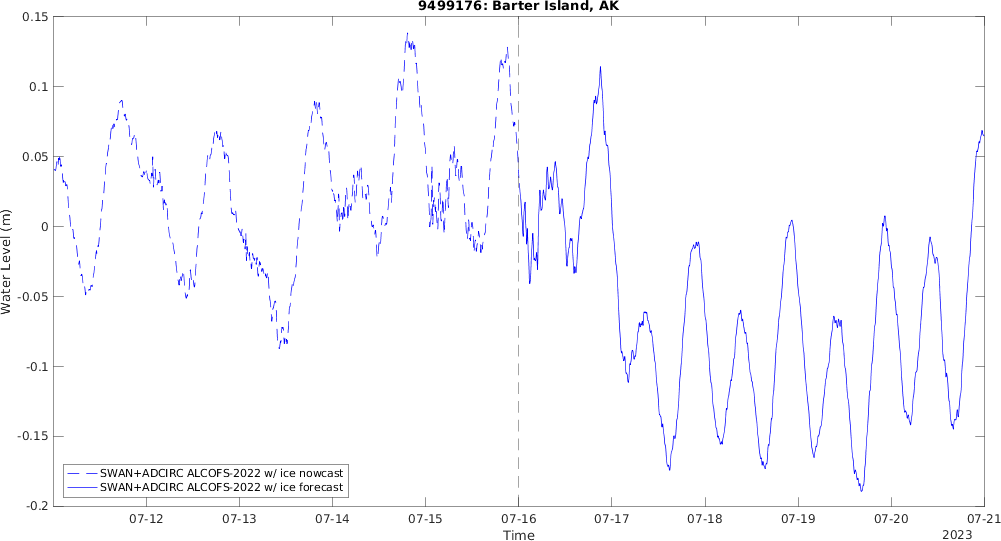 9499176: Barter Island, AK
0.15
0.1
0.05
0
-0.05
-0.1
-0.15
-0.2
Water Level (m)
SWAN+ADCIRC ALCOFS-2022 w/ ice nowcast
SWAN+ADCIRC ALCOFS-2022 w/ ice forecast
07-12 07-13 07-14 07-15 07-16 07-17 07-18 07-19 07-20 07-21
Time
2023